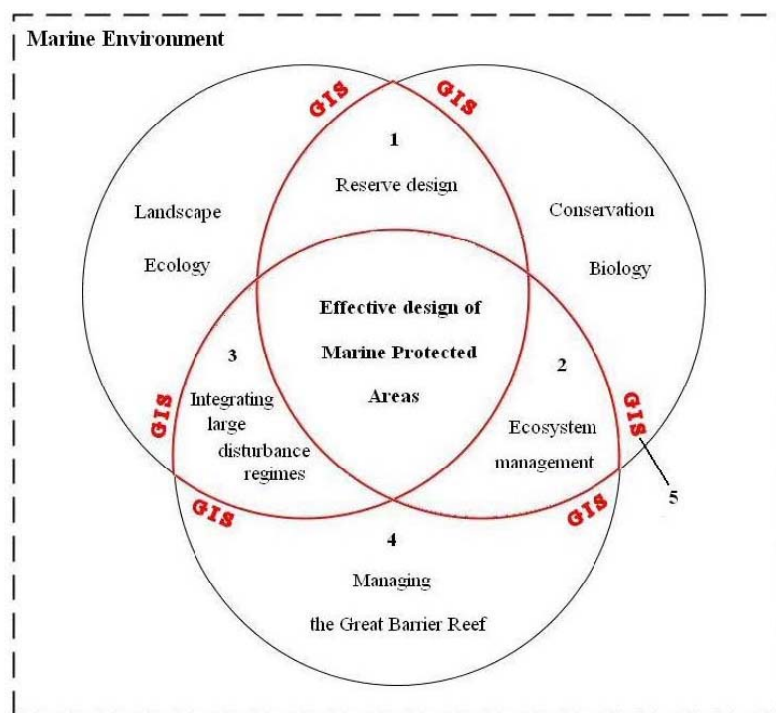 Marine Environment
GIS
GIS
1
Reserve design
Landscape
Ecology
Conservation
Biology
Effective design of
Marine Protected
Areas
3
Integrating
large
disturbance
regimes
2
Ecosystem
management
GIS
GIS
5
GIS
GIS
4
Managing
the Great Barrier Reef